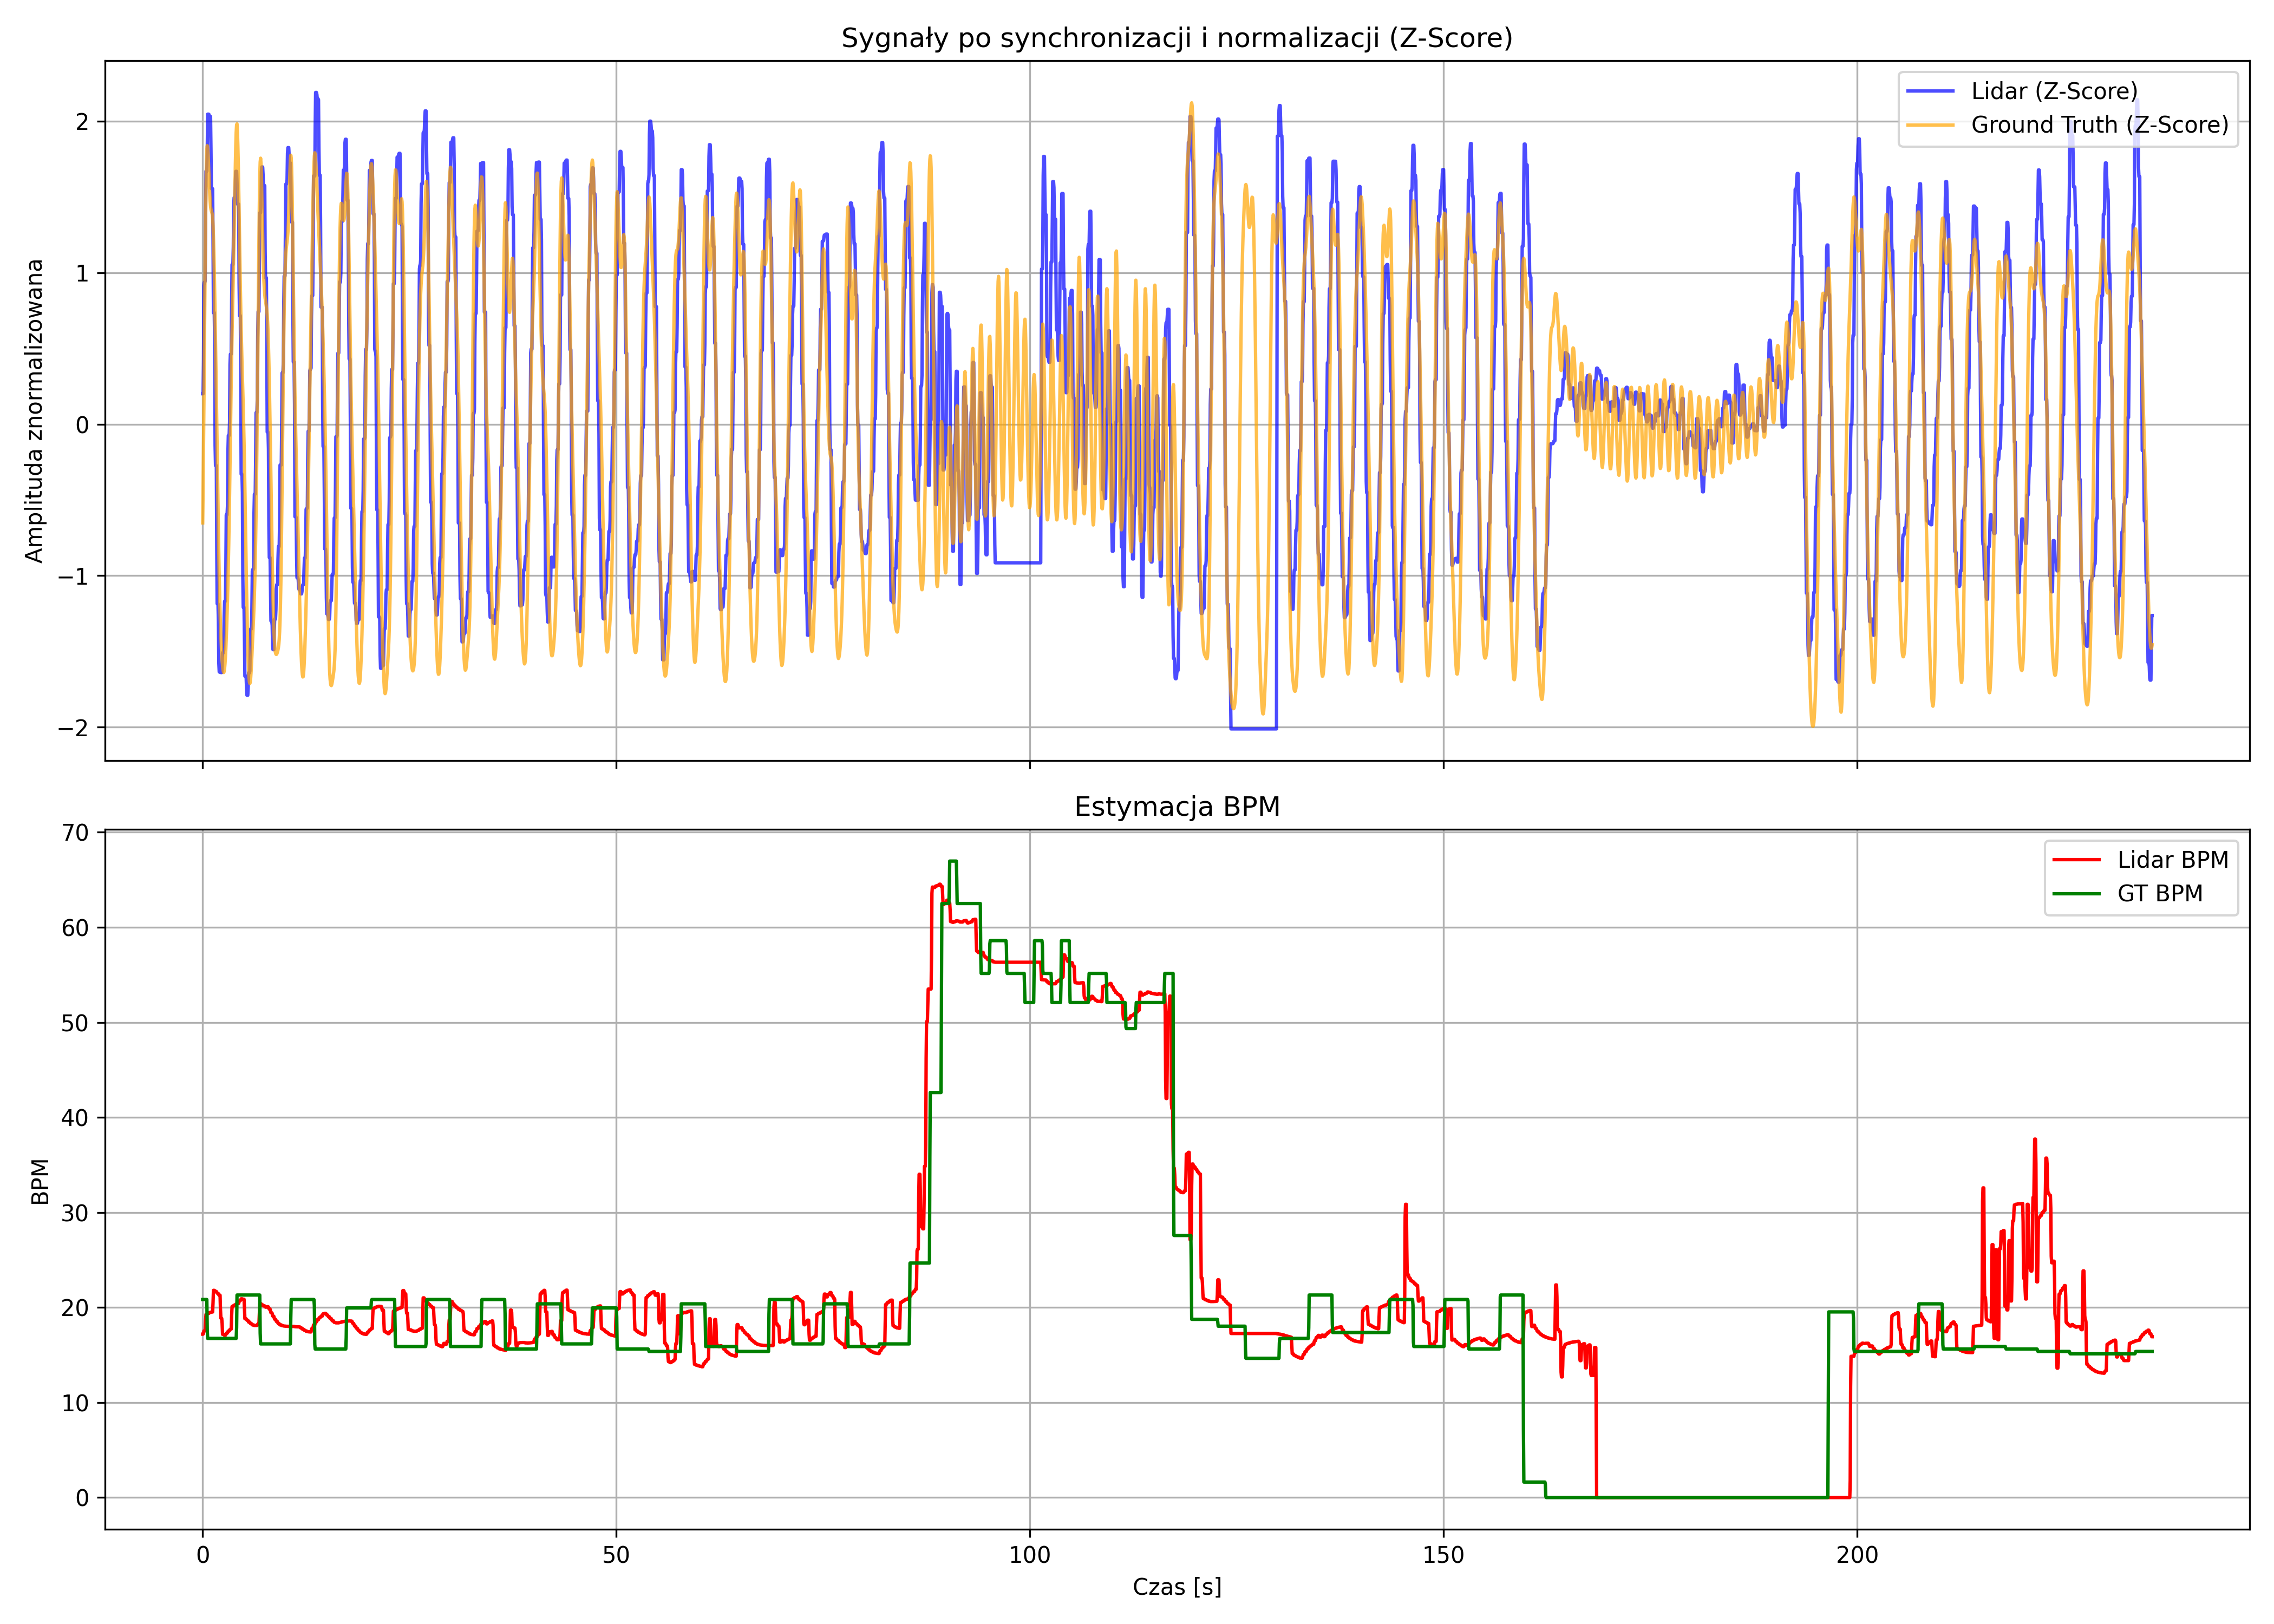 Sygnały po synchronizacji i normalizacji (Z-Score)
Lidar (Z-Score)
Ground Truth (Z-Score)
Amplituda znormalizowana
2
1
0
−1
−2
Estymacja BPM
Lidar BPM
GT BPM
BPM
70
60
50
40
30
20
10
0
0
50
100
150
200
Czas [s]